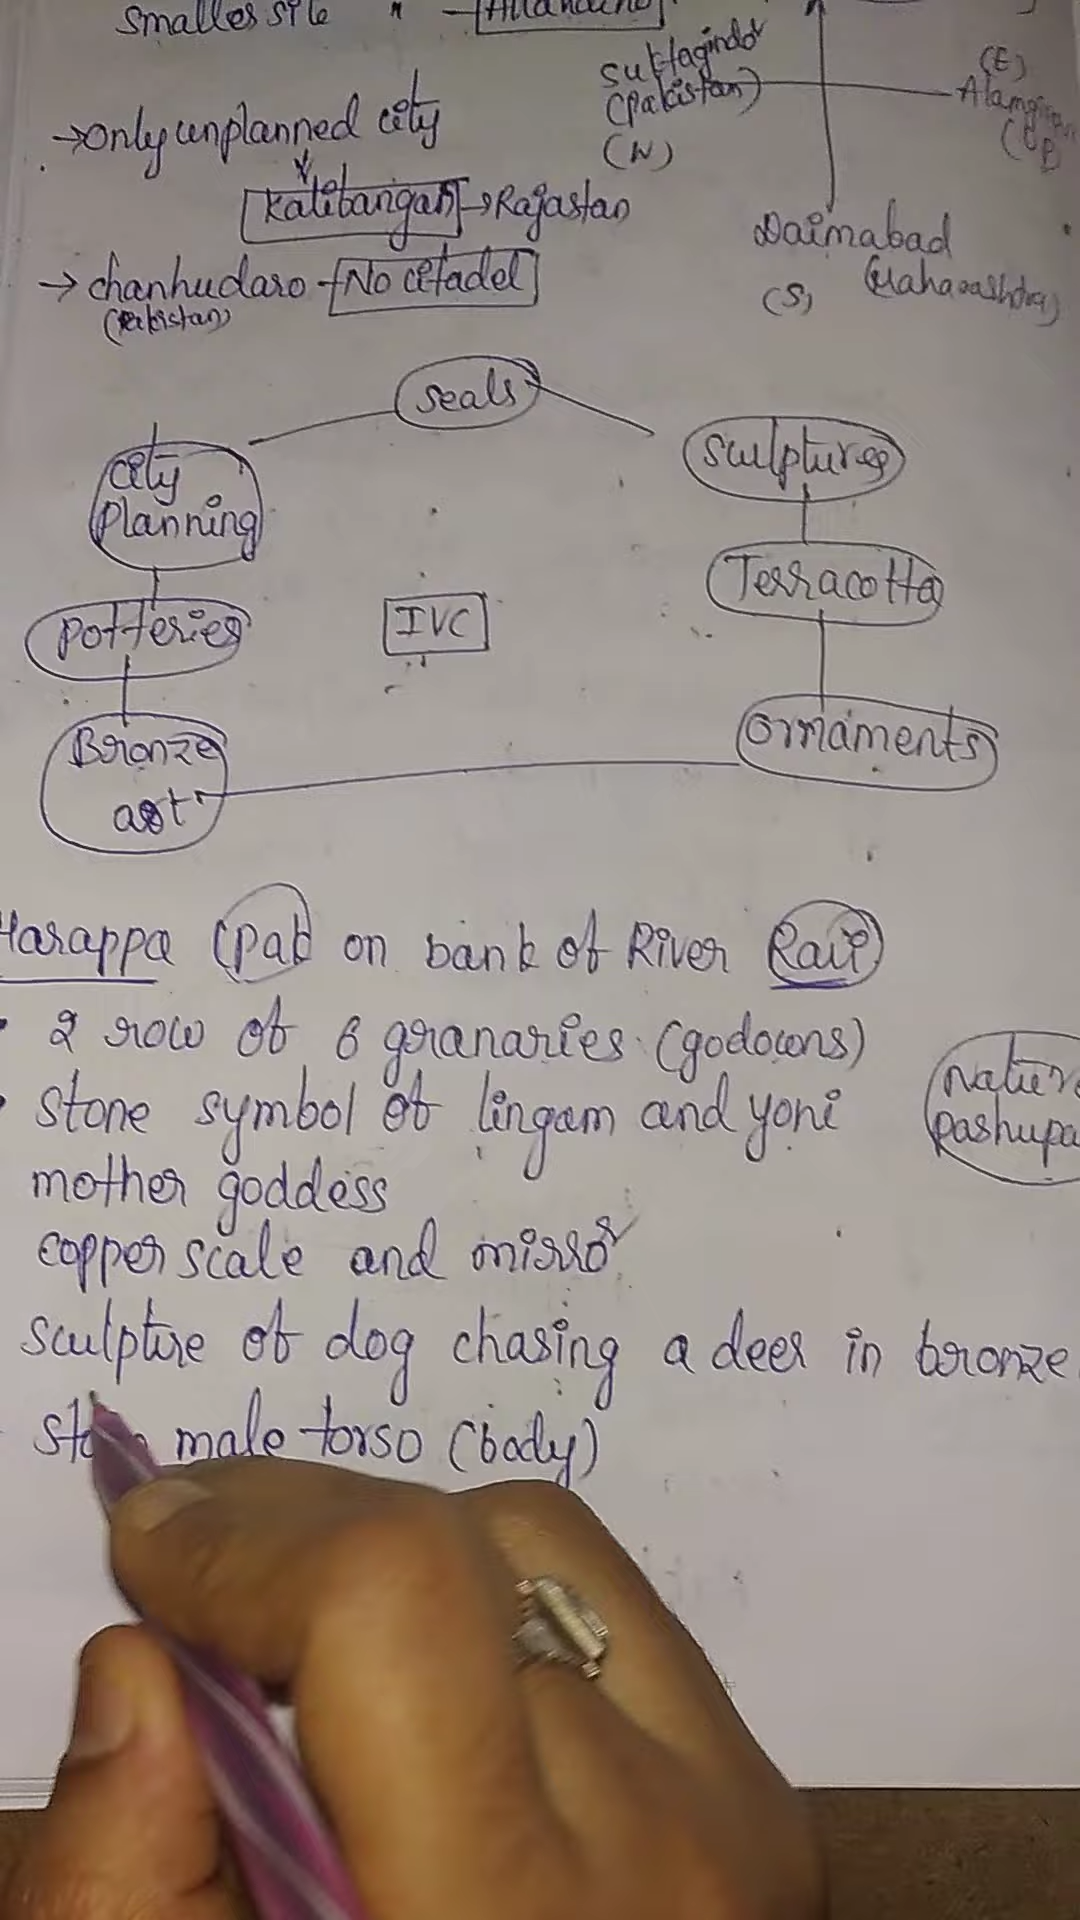 smaller site " -
suktagindor
(pakistan)
(W)
(E)
(UP)
→ only unplanned city
Kalibangan → Rajastan
Daimabad
(Maharashtra)
(S)
→ chanhudaro - No citadel
(Pakistan)
seals
city
planning
sculptures
Terracotta
potteries
IVC
Bronze
art
ornaments
Harappa (pak on bank of River Ravi)
• 2 row of 6 granaries (godowns)
• stone symbol of lingam and yoni
mother goddess
copper scale and mirror
sculpture of dog chasing a deer in bronze
male torso (body)